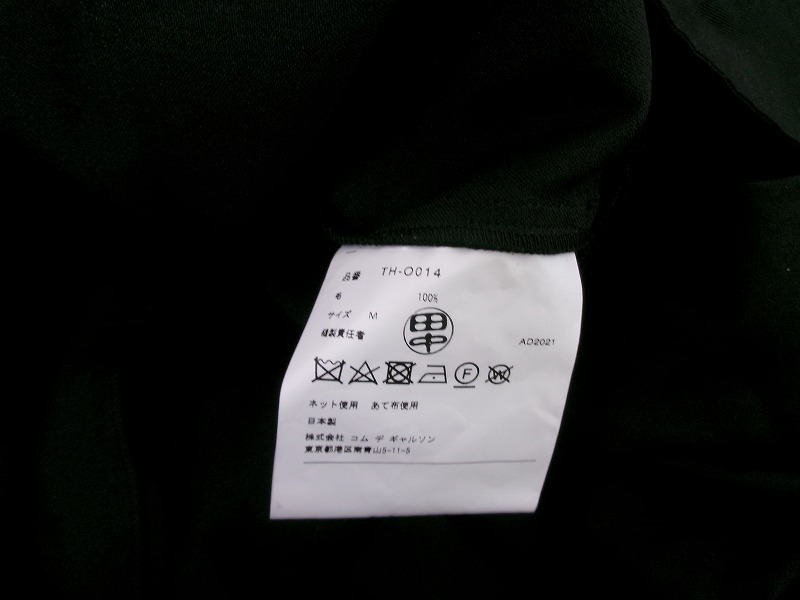 品番 TH-O014
毛 100%
サイズ M
縫製責任者 田中
AD2021
F
W
ネット使用 あて布使用
日本製
株式会社 コム デ ギャルソン
東京都港区南青山5-11-5